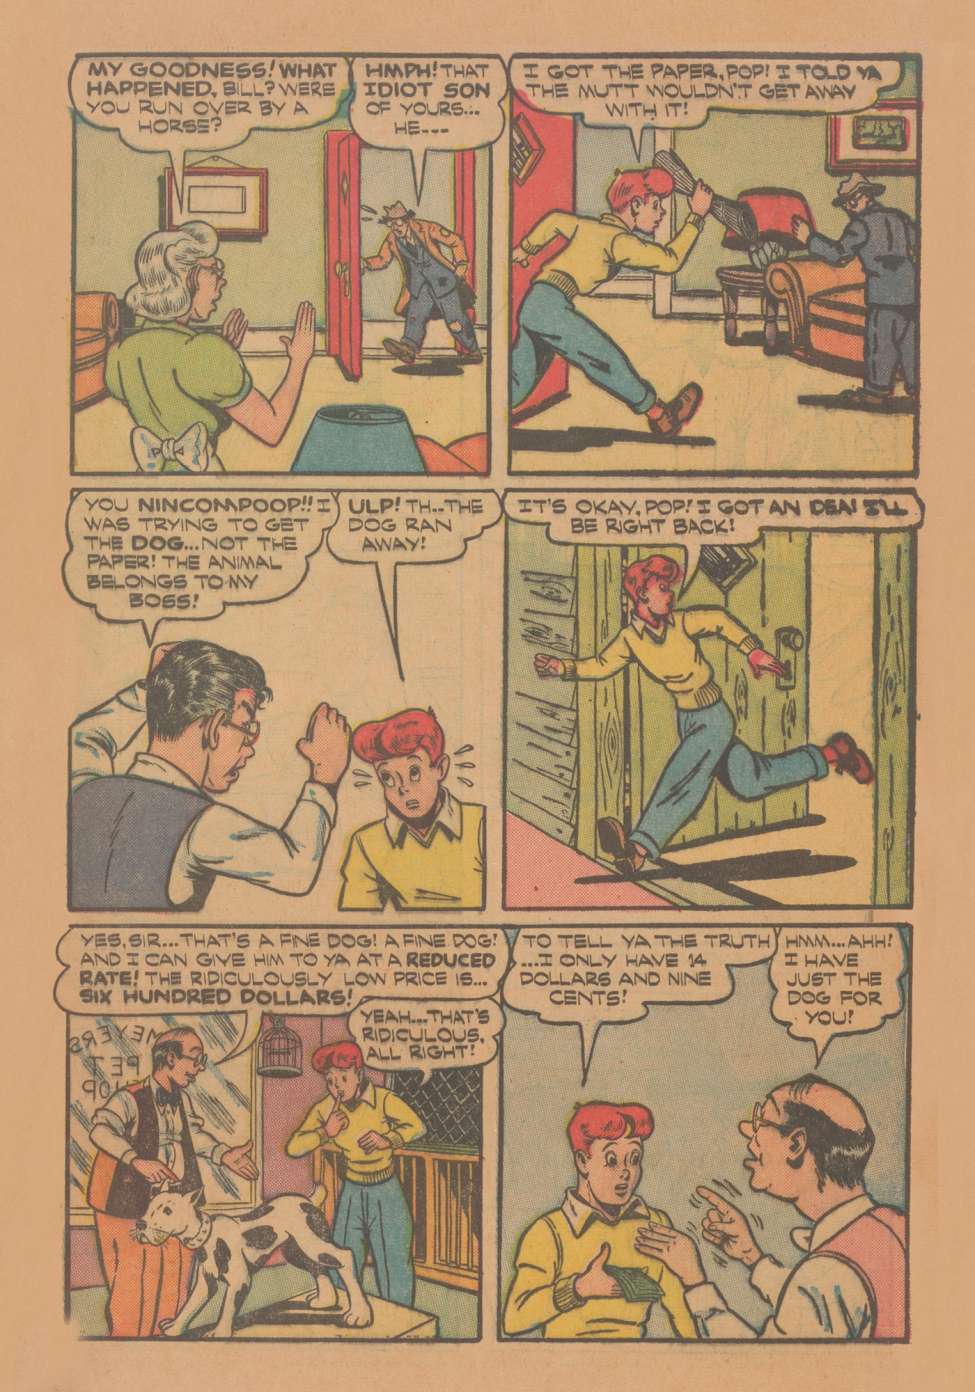 MY GOODNESS! WHAT
HAPPENED, BILL? WERE
YOU RUN OVER BY A
HORSE?
HMPH! THAT
IDIOT SON
OF YOURS...
HE---
I GOT THE PAPER, POP! I TOLD YA
THE MUTT WOULDN'T GET AWAY
WITH IT!
YOU NINCOMPOOP!! I
WAS TRYING TO GET
THE DOG...NOT THE
PAPER! THE ANIMAL
BELONGS TO MY
BOSS!
ULP! TH..THE
DOG RAN
AWAY!
IT'S OKAY, POP! I GOT AN IDEA! I'LL
BE RIGHT BACK!
YES, SIR...THAT'S A FINE DOG! A FINE DOG!
AND I CAN GIVE HIM TO YA AT A REDUCED
RATE! THE RIDICULOUSLY LOW PRICE IS...
SIX HUNDRED DOLLARS!
YEAH...THAT'S
RIDICULOUS,
ALL RIGHT!
MEYERS
PET
SHOP
TO TELL YA THE TRUTH
...I ONLY HAVE 14
DOLLARS AND NINE
CENTS!
HMM...AHH!
I HAVE
JUST THE
DOG FOR
YOU!